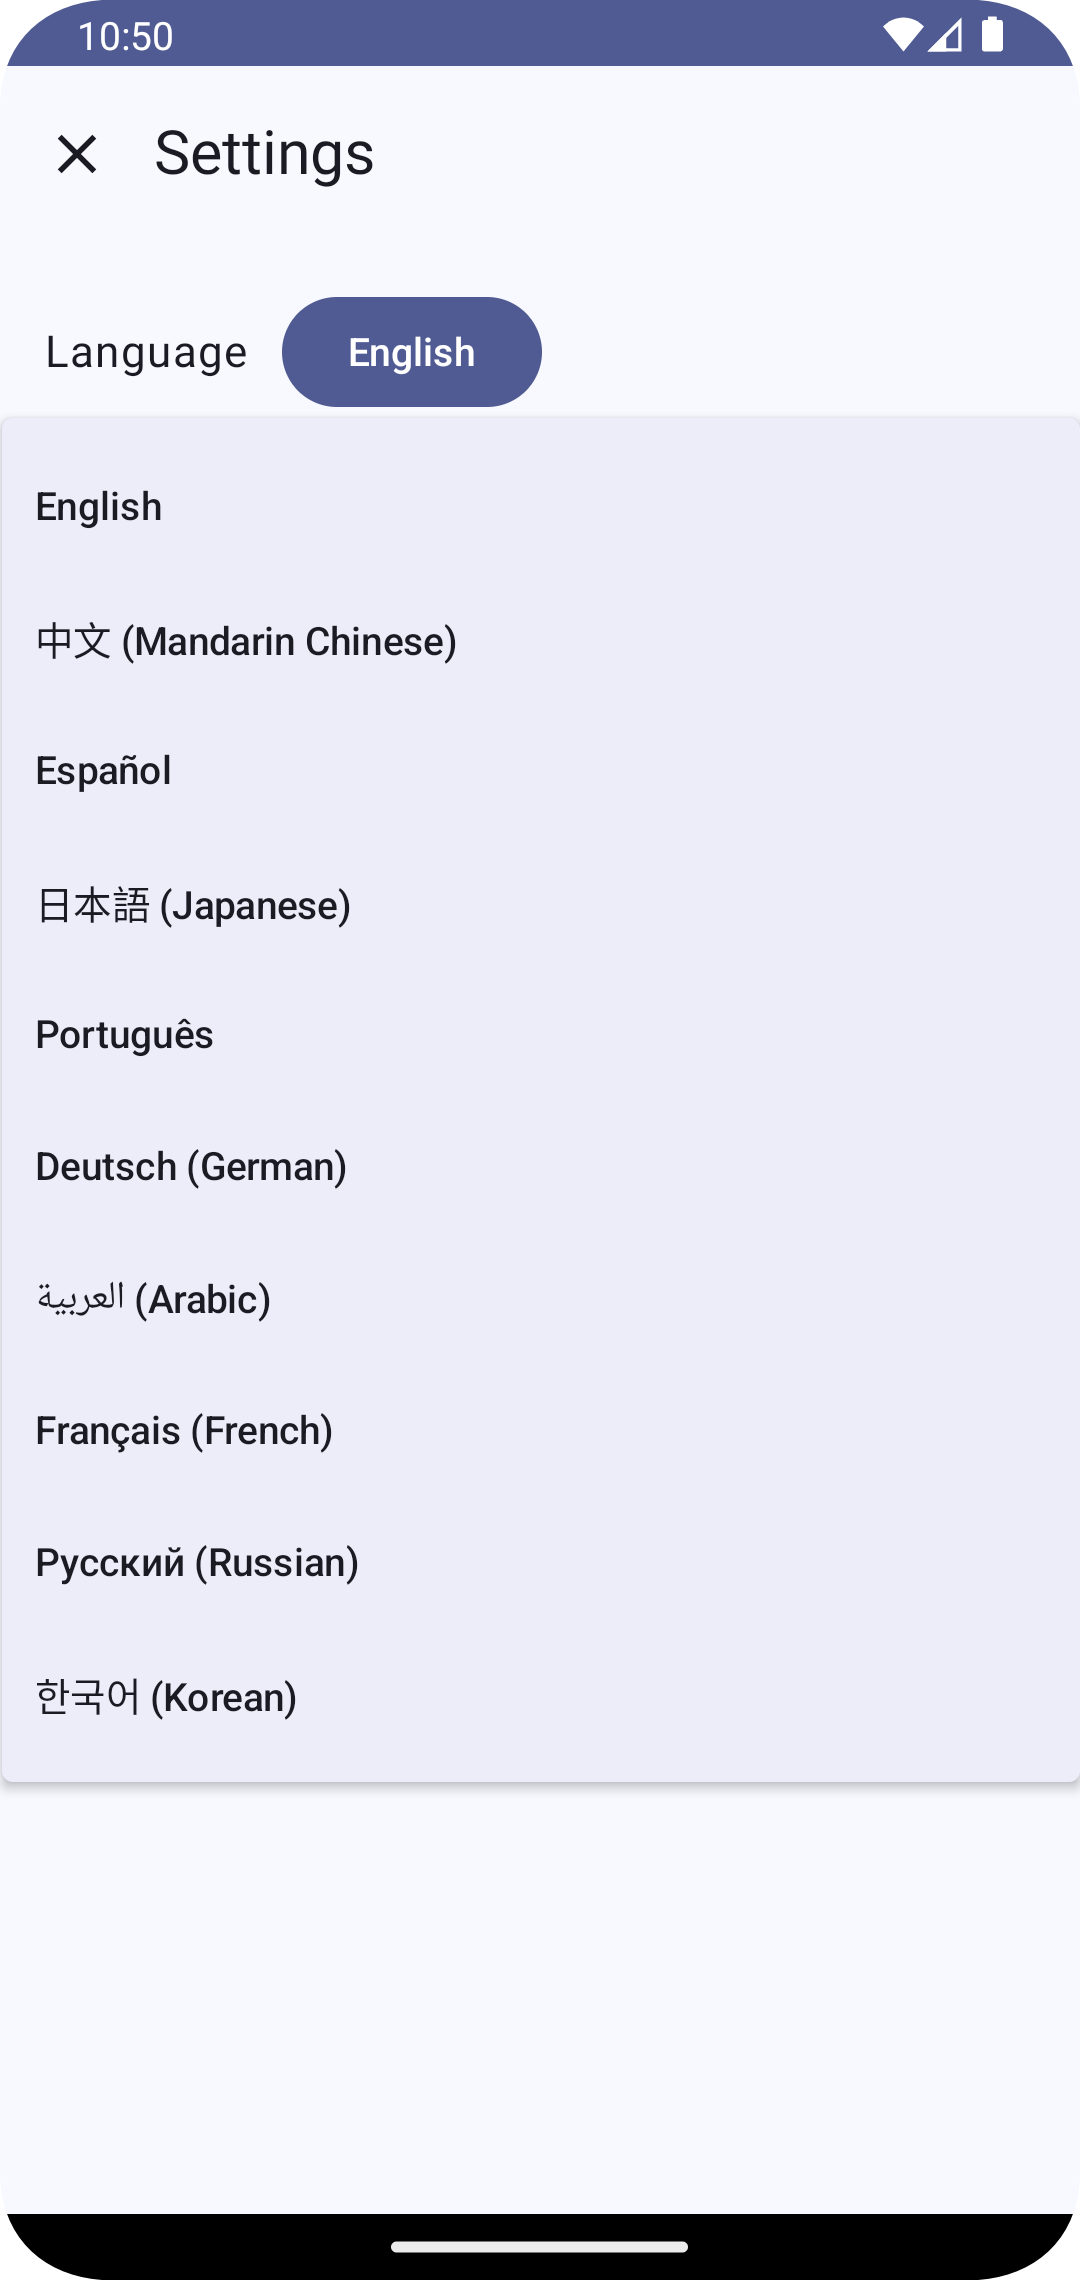 10:50
Settings
Language English
English
中文 (Mandarin Chinese)
Español
日本語 (Japanese)
Português
Deutsch (German)
العربية (Arabic)
Français (French)
Русский (Russian)
한국어 (Korean)